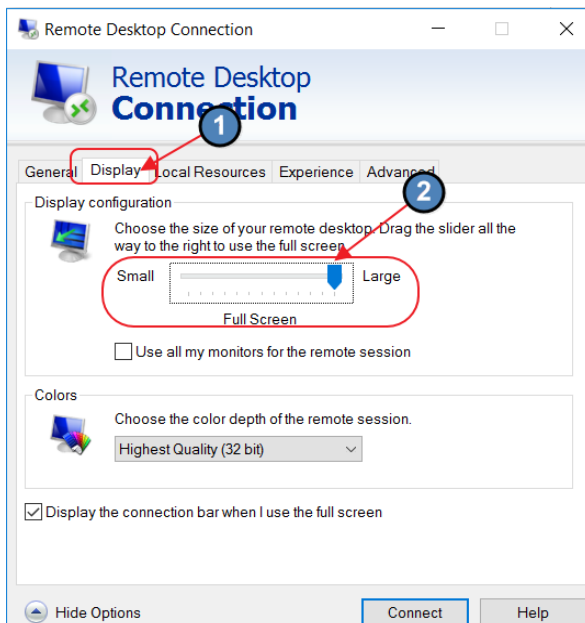 Remote Desktop Connection
Remote Desktop
Connection
1
General Display Local Resources Experience Advanced
2
Display configuration
Choose the size of your remote desktop. Drag the slider all the
way to the right to use the full screen.
Small Large
Full Screen
Use all my monitors for the remote session
Colors
Choose the color depth of the remote session.
Highest Quality (32 bit)
Display the connection bar when I use the full screen
Hide Options Connect Help